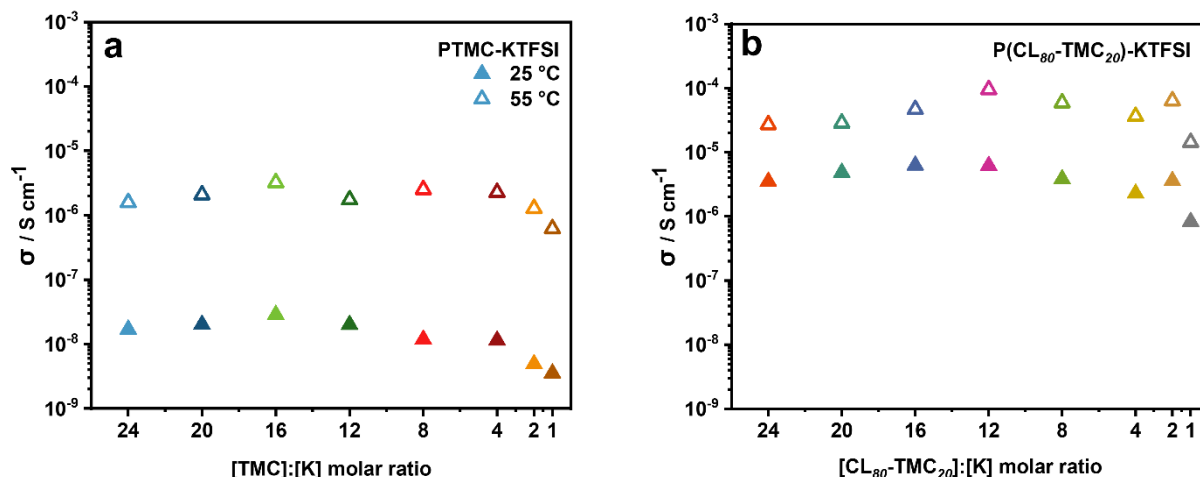 a
PTMC-KTFSI
25 °C
55 °C
10⁻³
10⁻⁴
10⁻⁵
10⁻⁶
10⁻⁷
10⁻⁸
10⁻⁹
σ / S cm⁻¹
24 20 16 12 8 4 2 1
[TMC]:[K] molar ratio
b
P(CL₈₀-TMC₂₀)-KTFSI
10⁻³
10⁻⁴
10⁻⁵
10⁻⁶
10⁻⁷
10⁻⁸
10⁻⁹
σ / S cm⁻¹
24 20 16 12 8 4 2 1
[CL₈₀-TMC₂₀]:[K] molar ratio